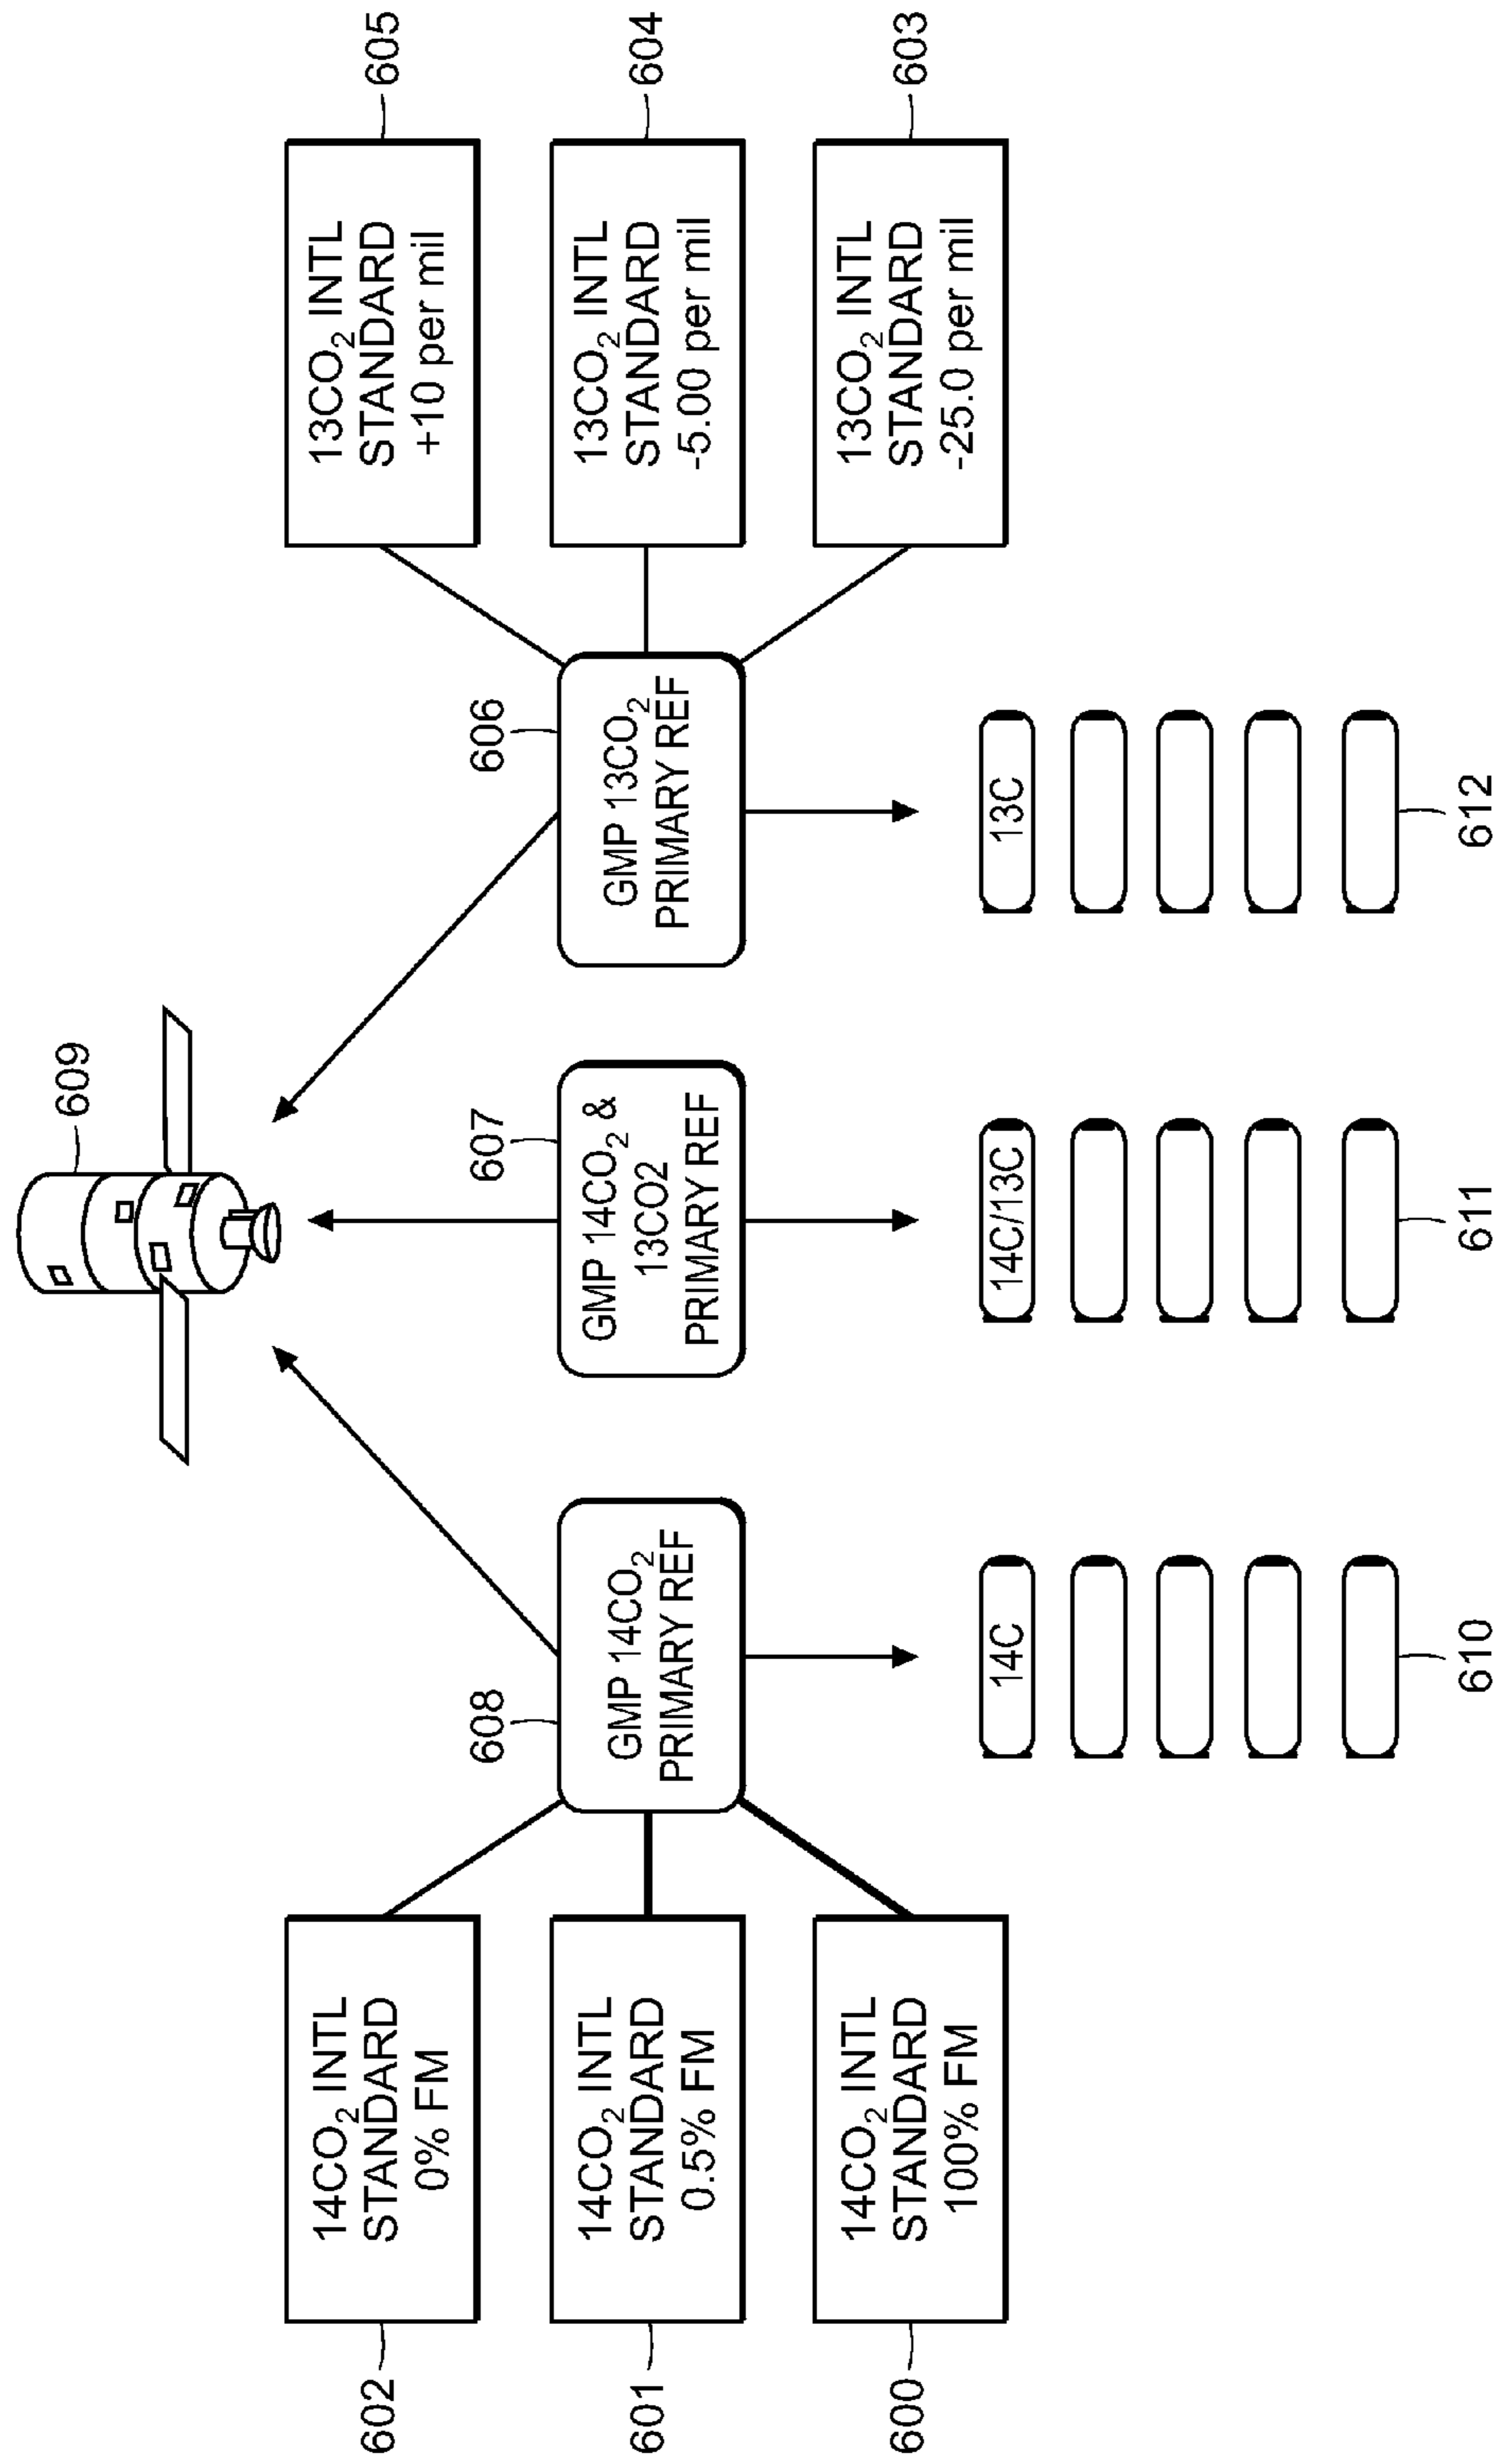 609
602
14CO₂ INTL
STANDARD
0% FM
601
14CO₂ INTL
STANDARD
0.5% FM
600
14CO₂ INTL
STANDARD
100% FM
608
GMP 14CO₂
PRIMARY REF
607
GMP 14CO₂ &
13CO2
PRIMARY REF
606
GMP 13CO₂
PRIMARY REF
13CO₂ INTL
STANDARD
+10 per mil
605
13CO₂ INTL
STANDARD
-5.00 per mil
604
13CO₂ INTL
STANDARD
-25.0 per mil
603
14C
14C/13C
13C
610
611
612